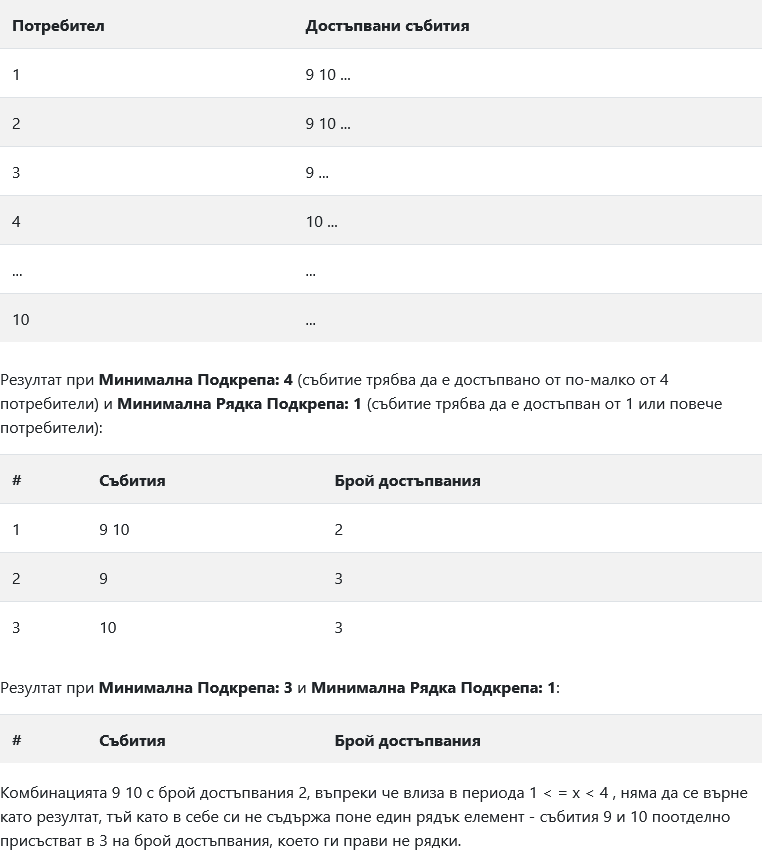 Потребител Достъпвани събития
1 9 10 ...
2 9 10 ...
3 9 ...
4 10 ...
... ...
10 ...
Резултат при Минимална Подкрепа: 4 (събитие трябва да е достъпвано от по-малко от 4
потребители) и Минимална Рядка Подкрепа: 1 (събитие трябва да е достъпван от 1 или повече
потребители):
# Събития Брой достъпвания
1 9 10 2
2 9 3
3 10 3
Резултат при Минимална Подкрепа: 3 и Минимална Рядка Подкрепа: 1:
# Събития Брой достъпвания
Комбинацията 9 10 с брой достъпвания 2, въпреки че влиза в периода 1 < = x < 4 , няма да се върне
като резултат, тъй като в себе си не съдържа поне един рядък елемент - събития 9 и 10 поотделно
присъстват в 3 на брой достъпвания, което ги прави не рядки.